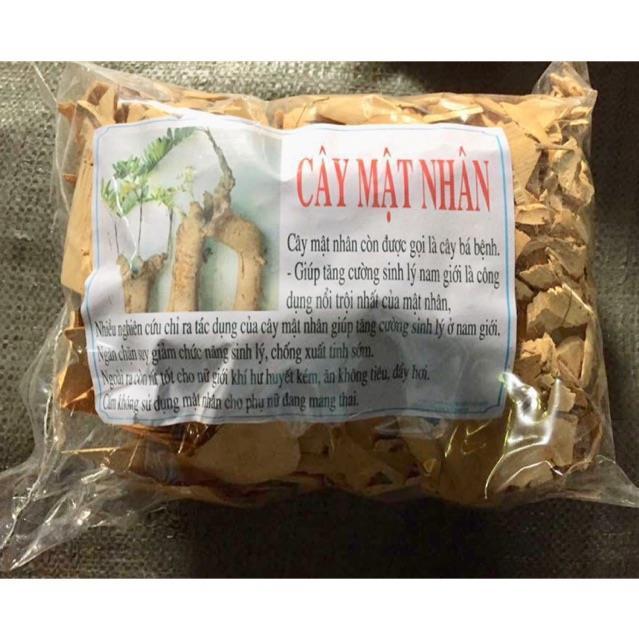 CÂY MẬT NHÂN
Cây mật nhân còn được gọi là cây bá bệnh.
- Giúp tăng cường sinh lý nam giới là công
dụng nổi trội nhất của mật nhân.
Nhiều nghiên cứu chỉ ra tác dụng của cây mật nhân giúp tăng cường sinh lý ở nam giới.
Ngăn chặn suy giảm chức năng sinh lý, chống xuất tinh sớm.
Ngoài ra còn rất tốt cho nữ giới khí hư huyết kém, ăn không tiêu, đầy hơi.
Cấm không sử dụng mật nhân cho phụ nữ đang mang thai.